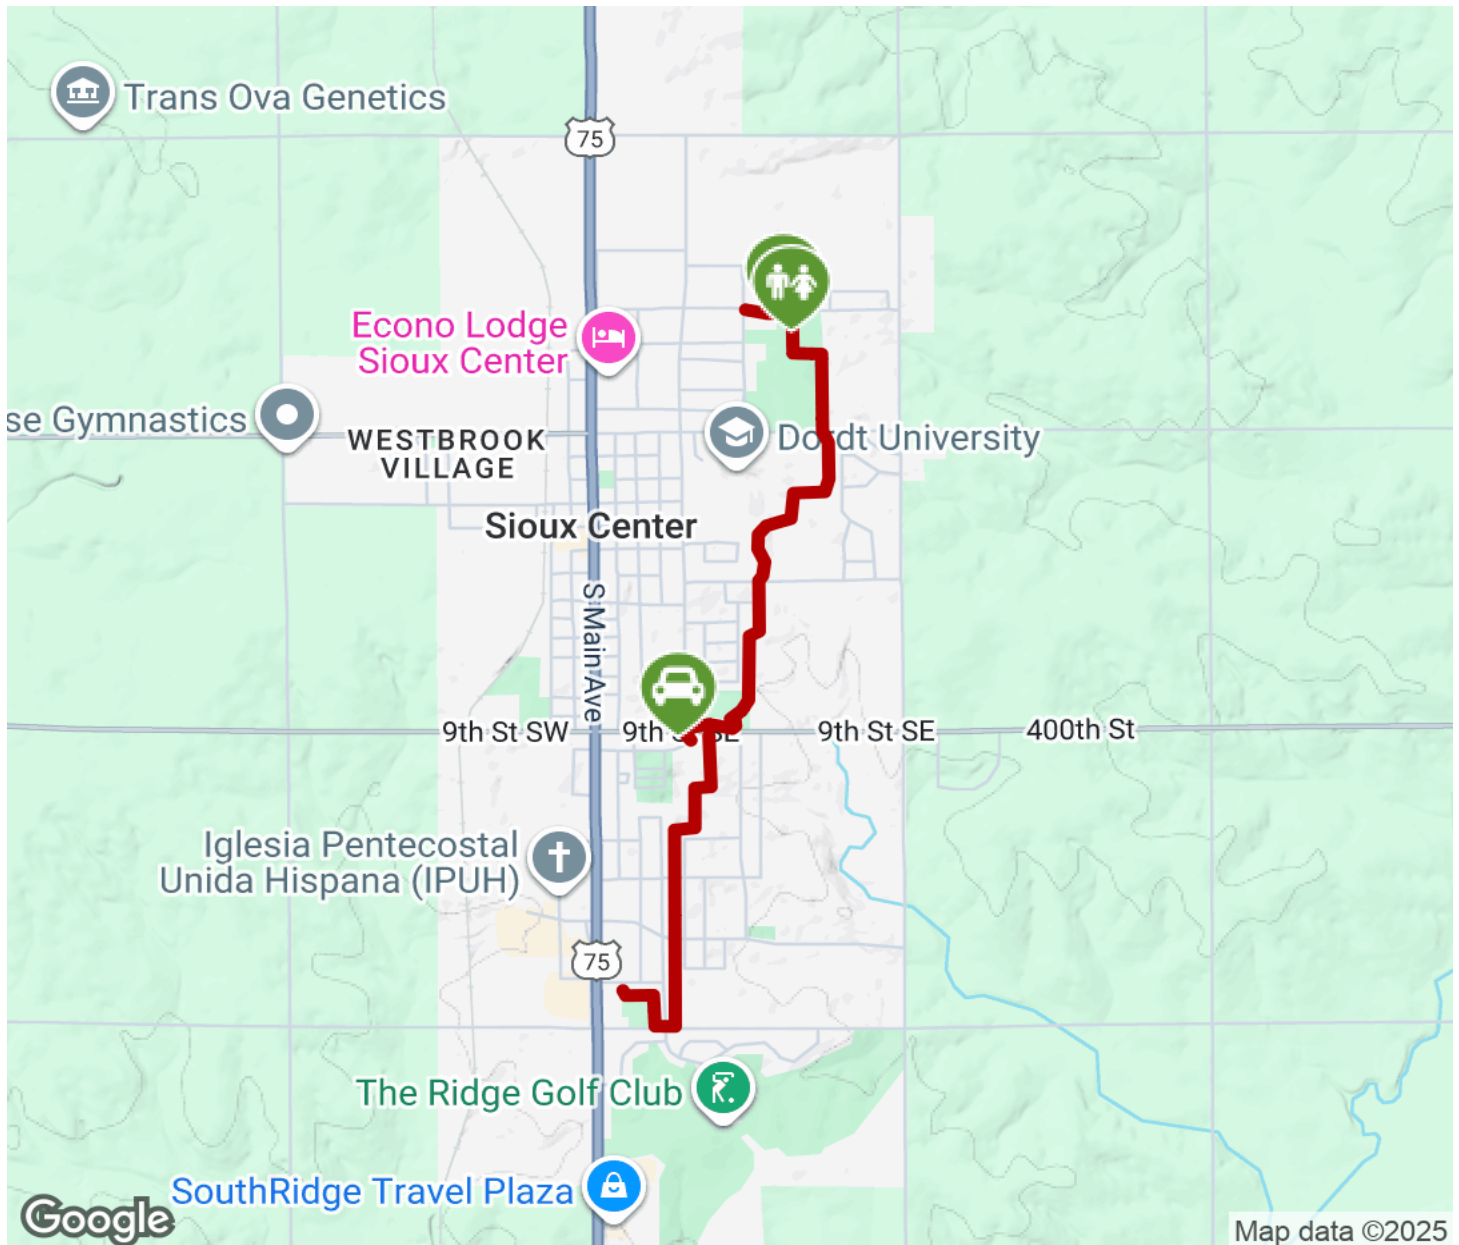 Trans Ova Genetics
75
Econo Lodge
Sioux Center
se Gymnastics
WESTBROOK
VILLAGE
Dordt University
Sioux Center
S Main Ave
9th St SW
9th St SE
9th St SE
400th St
Iglesia Pentecostal
Unida Hispana (IPUH)
75
The Ridge Golf Club
SouthRidge Travel Plaza
Google
Map data ©2025